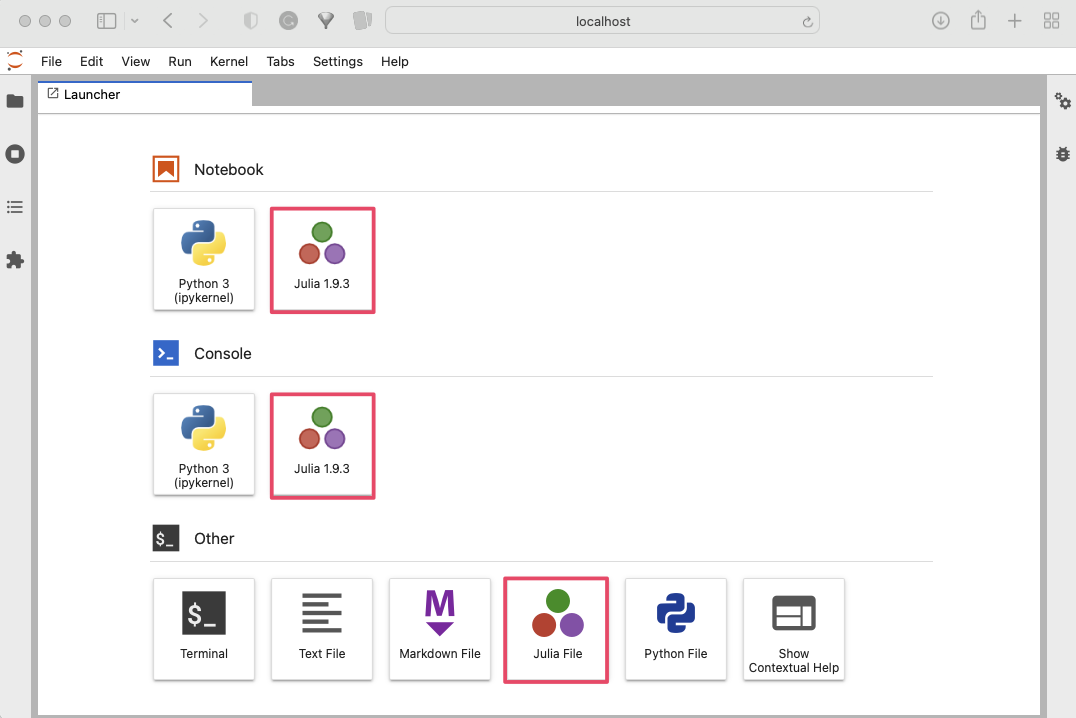 localhost
File Edit View Run Kernel Tabs Settings Help
Launcher
Notebook
Python 3
(ipykernel)
Julia 1.9.3
>_ Console
Python 3
(ipykernel)
Julia 1.9.3
$_ Other
$_
M
Terminal
Text File
Markdown File
Julia File
Python File
Show
Contextual Help